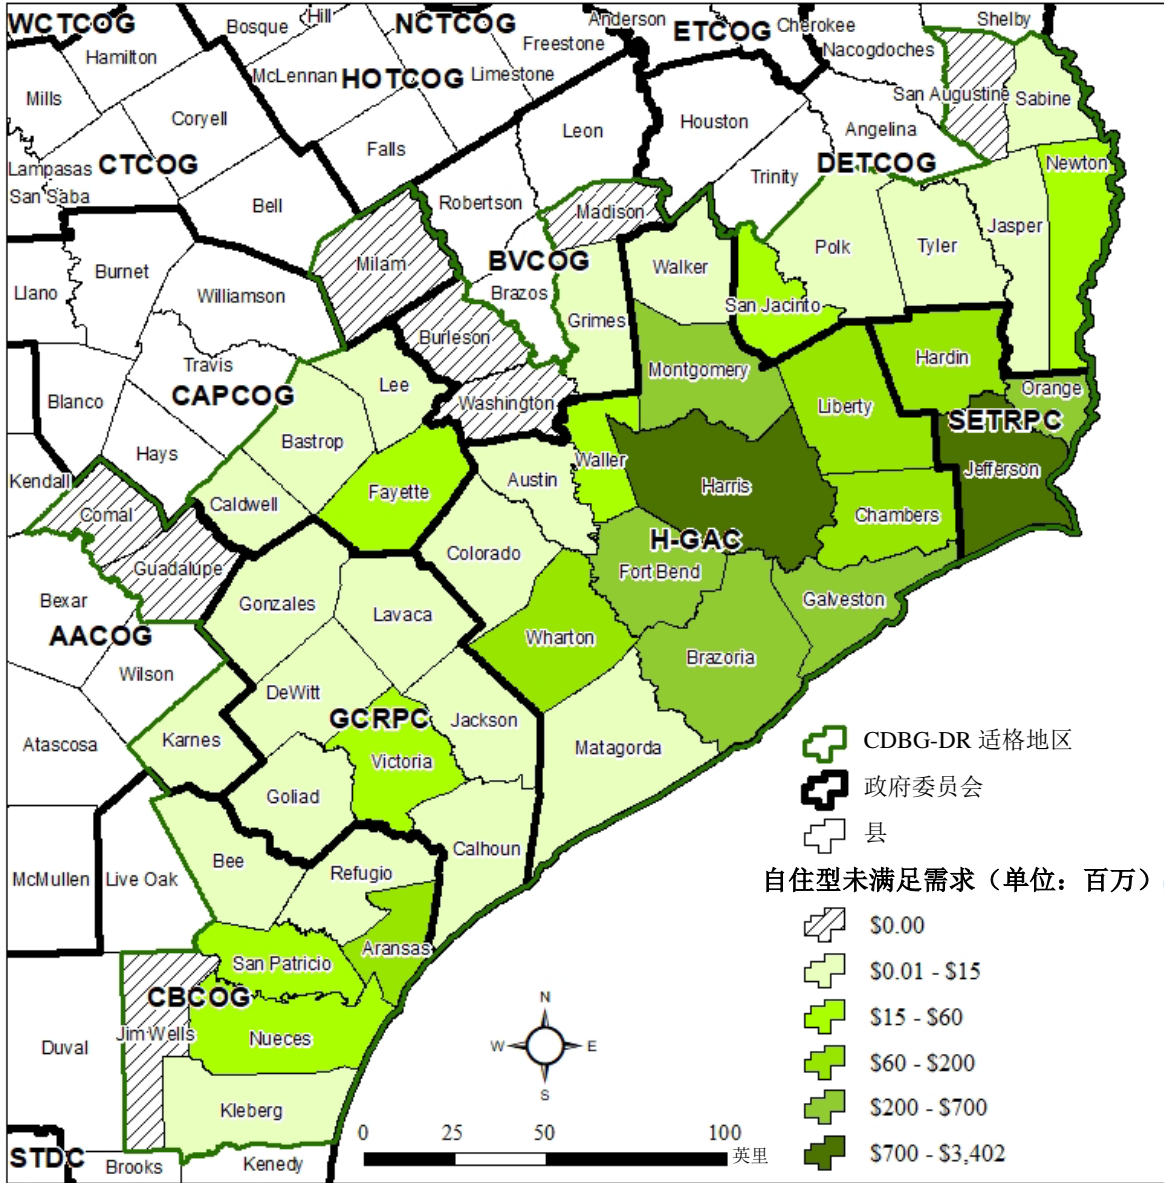 WCTCOG
Bosque
Hill
NCTCOG
Anderson
ETCOG
Cherokee
Shelby
Hamilton
McLennan
HOTCOG
Limestone
Freestone
Nacogdoches
Mills
Coryell
Falls
Leon
Houston
San Augustine
Sabine
Angelina
Lampasas
CTCOG
San Saba
Bell
Robertson
Madison
Trinity
DETCOG
Newton
Jasper
Burnet
Milam
BVCOG
Walker
Polk
Tyler
Llano
Williamson
Brazos
Grimes
San Jacinto
Travis
Burleson
Montgomery
Hardin
Blanco
CAPCOG
Lee
Washington
Liberty
Orange
SETRPC
Hays
Bastrop
Waller
Jefferson
Kendall
Caldwell
Fayette
Austin
Harris
Chambers
Comal
Guadalupe
Colorado
H-GAC
Fort Bend
Galveston
Bexar
AACOG
Gonzales
Lavaca
Wharton
Brazoria
Wilson
DeWitt
GCRPC
Jackson
Matagorda
Atascosa
Karnes
Victoria
Goliad
Calhoun
McMullen
Live Oak
Bee
Refugio
Aransas
San Patricio
CBCOG
Jim Wells
Nueces
Duval
Kleberg
STDC
Brooks
Kenedy
CDBG-DR 适格地区
政府委员会
县
自住型未满足需求（单位：百万）
$0.00
$0.01 - $15
$15 - $60
$60 - $200
$200 - $700
$700 - $3,402
N
W
E
S
0 25 50 100
英里